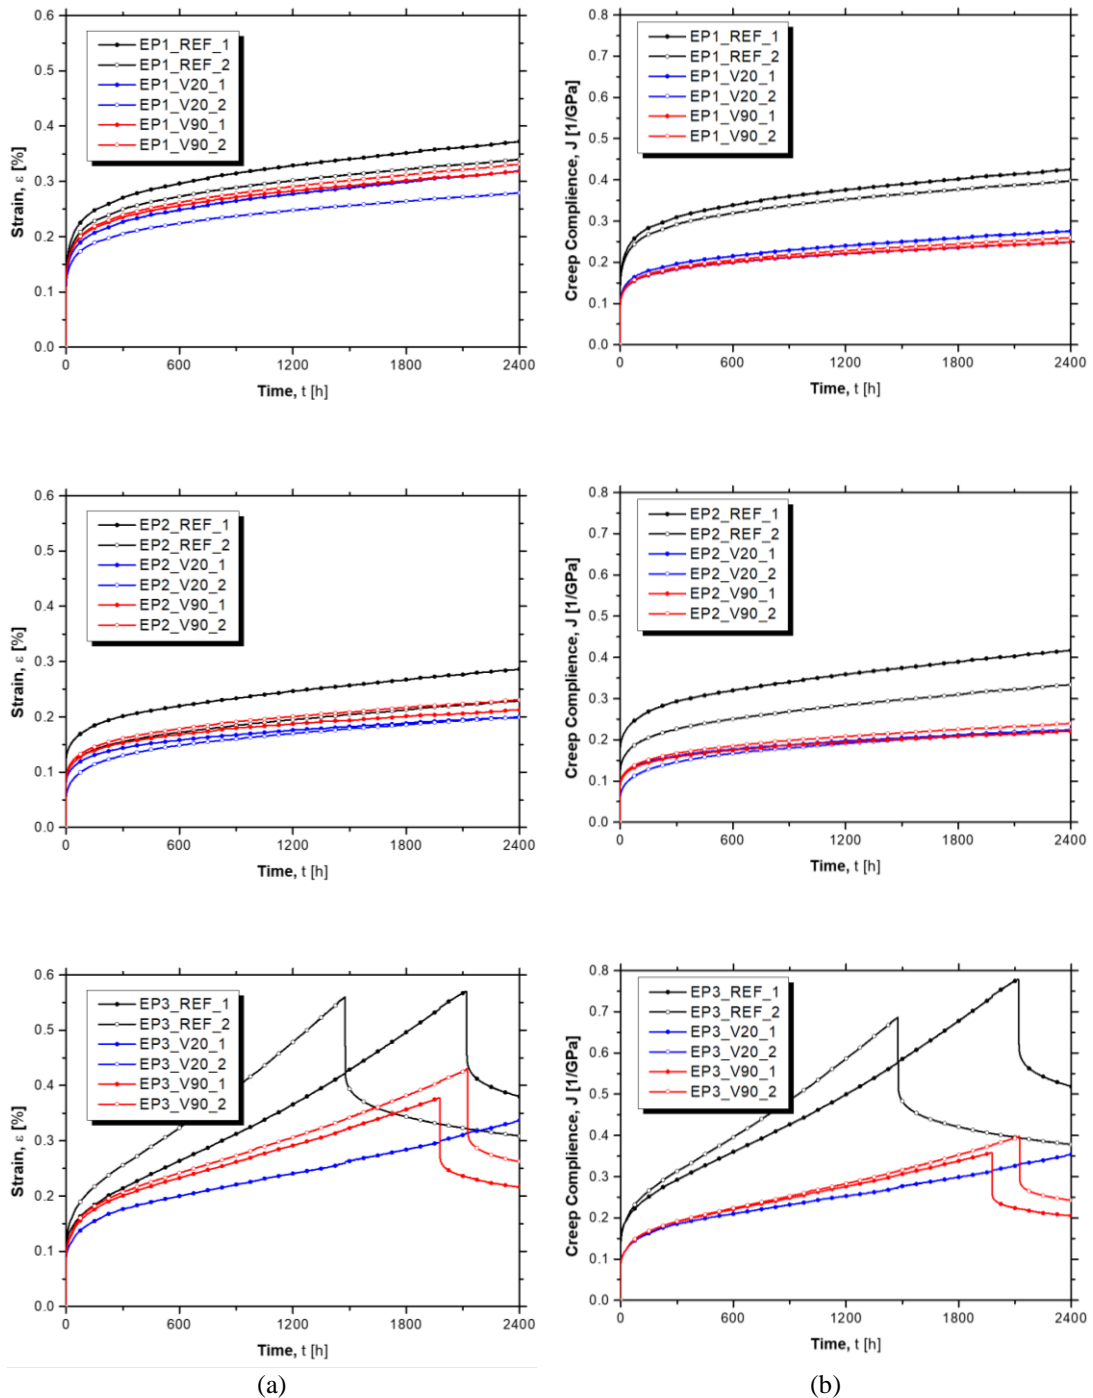 0.6
0.5
0.4
0.3
0.2
0.1
0.0
Strain, ε [%]
EP1_REF_1
EP1_REF_2
EP1_V20_1
EP1_V20_2
EP1_V90_1
EP1_V90_2
0 600 1200 1800 2400
Time, t [h]
0.8
0.7
0.6
0.5
0.4
0.3
0.2
0.1
0.0
Creep Complience, J [1/GPa]
EP1_REF_1
EP1_REF_2
EP1_V20_1
EP1_V20_2
EP1_V90_1
EP1_V90_2
0 600 1200 1800 2400
Time, t [h]
0.6
0.5
0.4
0.3
0.2
0.1
0.0
Strain, ε [%]
EP2_REF_1
EP2_REF_2
EP2_V20_1
EP2_V20_2
EP2_V90_1
EP2_V90_2
0 600 1200 1800 2400
Time, t [h]
0.8
0.7
0.6
0.5
0.4
0.3
0.2
0.1
0.0
Creep Complience, J [1/GPa]
EP2_REF_1
EP2_REF_2
EP2_V20_1
EP2_V20_2
EP2_V90_1
EP2_V90_2
0 600 1200 1800 2400
Time, t [h]
0.6
0.5
0.4
0.3
0.2
0.1
0.0
Strain, ε [%]
EP3_REF_1
EP3_REF_2
EP3_V20_1
EP3_V20_2
EP3_V90_1
EP3_V90_2
0 600 1200 1800 2400
Time, t [h]
0.8
0.7
0.6
0.5
0.4
0.3
0.2
0.1
0.0
Creep Complience, J [1/GPa]
EP3_REF_1
EP3_REF_2
EP3_V20_1
EP3_V20_2
EP3_V90_1
EP3_V90_2
0 600 1200 1800 2400
Time, t [h]
(a)
(b)